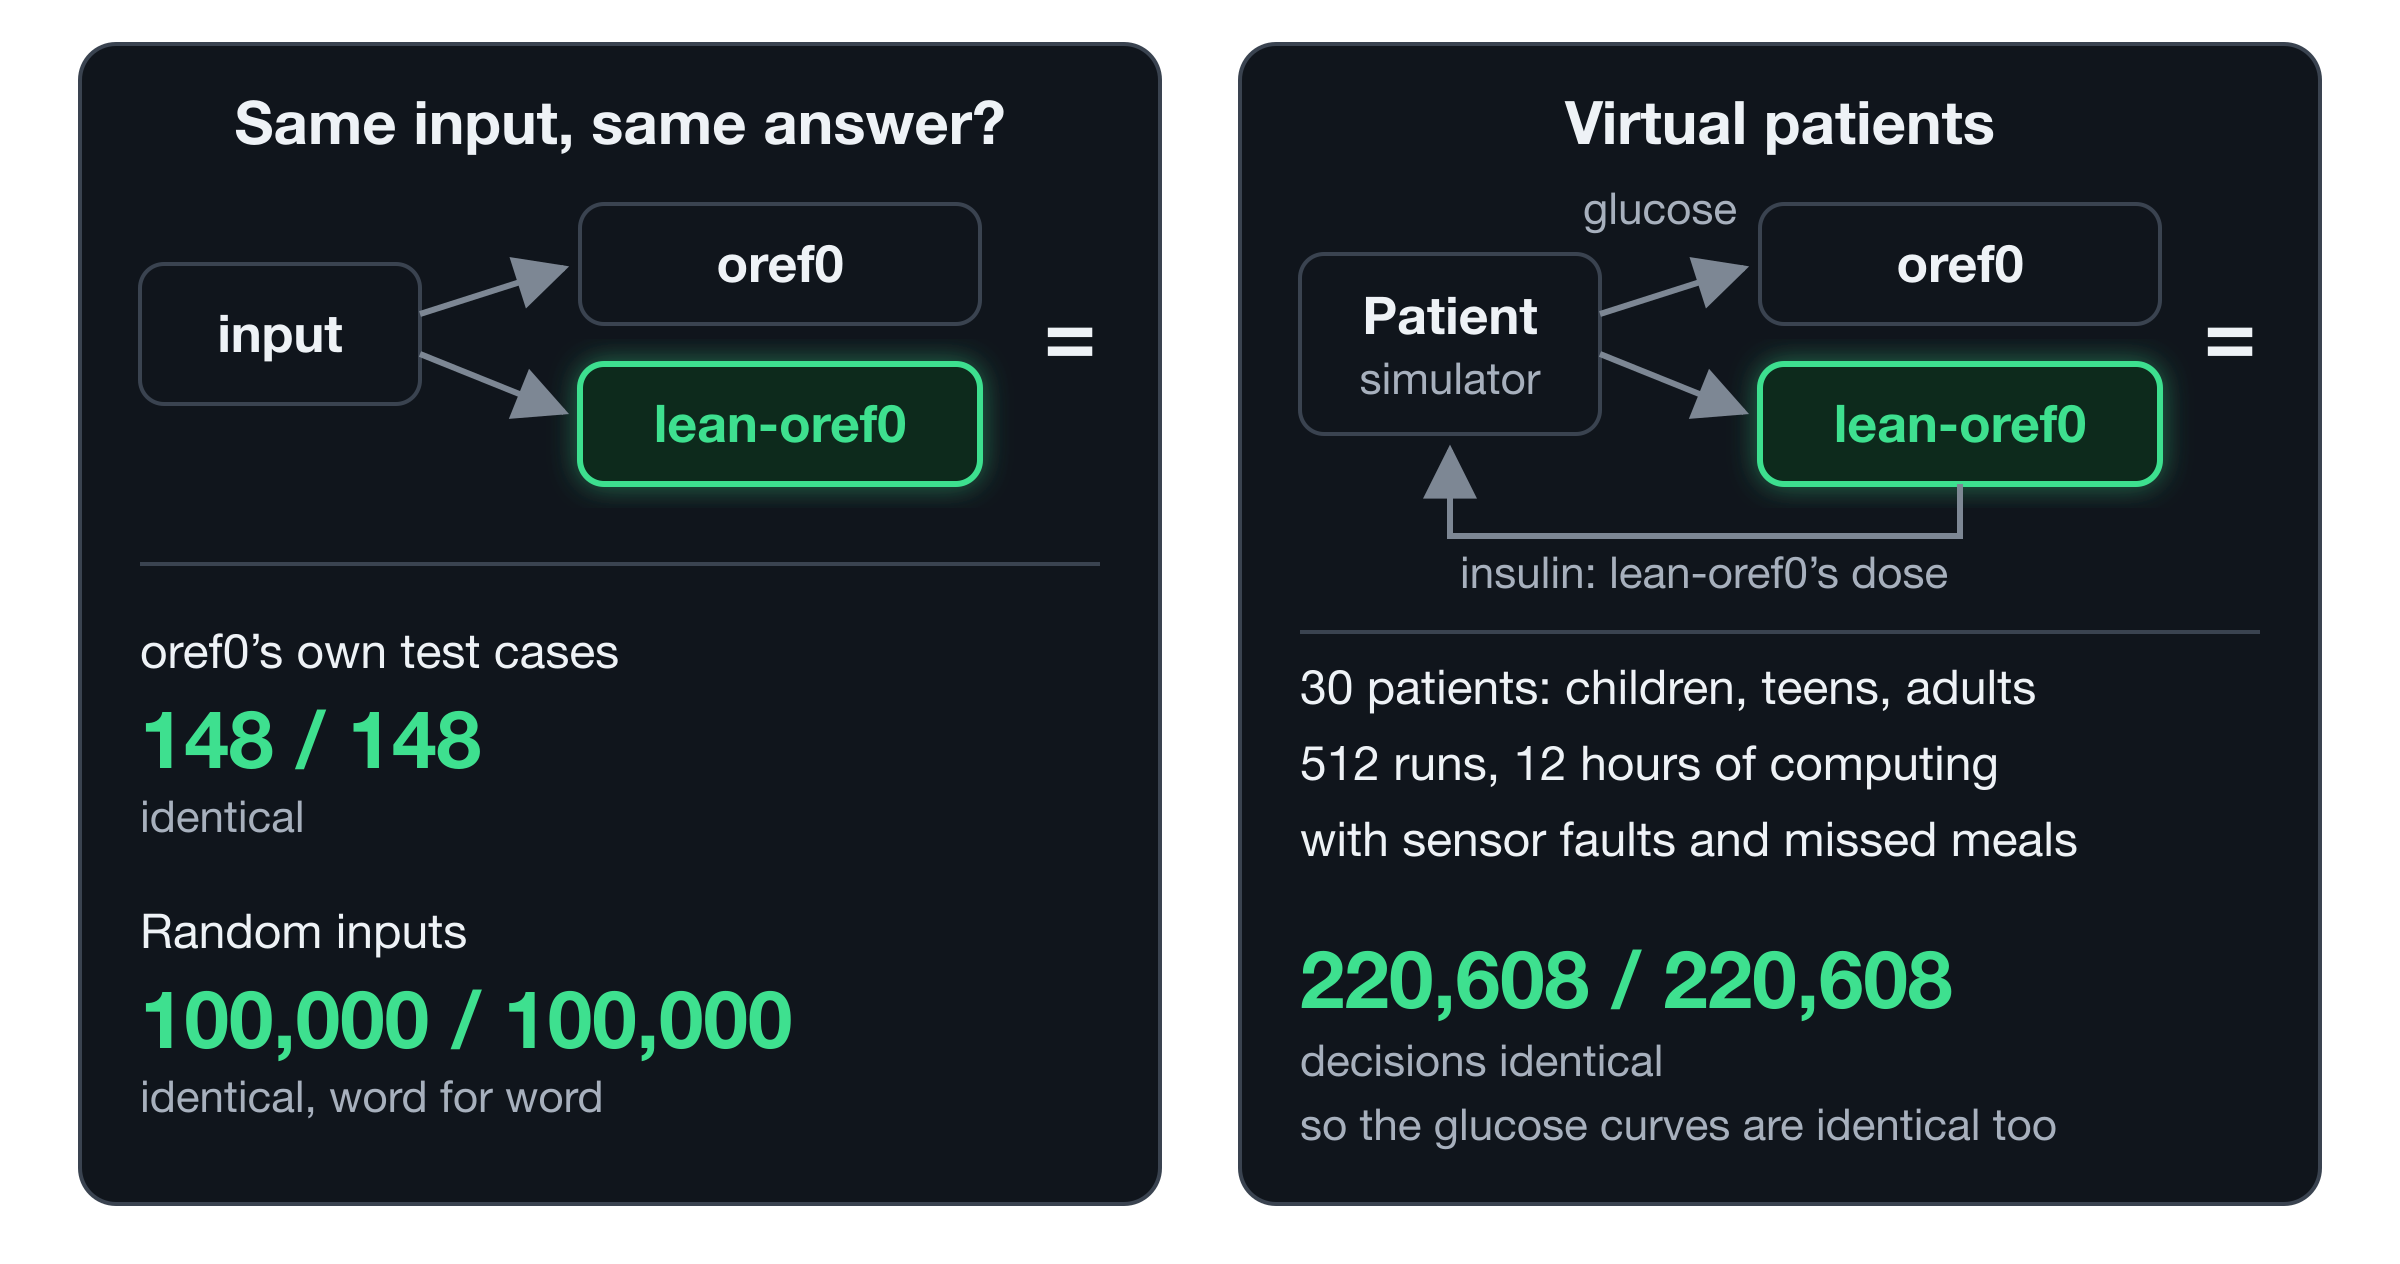 Same input, same answer?
input
oref0
lean-oref0
=
oref0’s own test cases
148 / 148
identical
Random inputs
100,000 / 100,000
identical, word for word
Virtual patients
glucose
Patient
simulator
oref0
lean-oref0
=
insulin: lean-oref0’s dose
30 patients: children, teens, adults
512 runs, 12 hours of computing
with sensor faults and missed meals
220,608 / 220,608
decisions identical
so the glucose curves are identical too